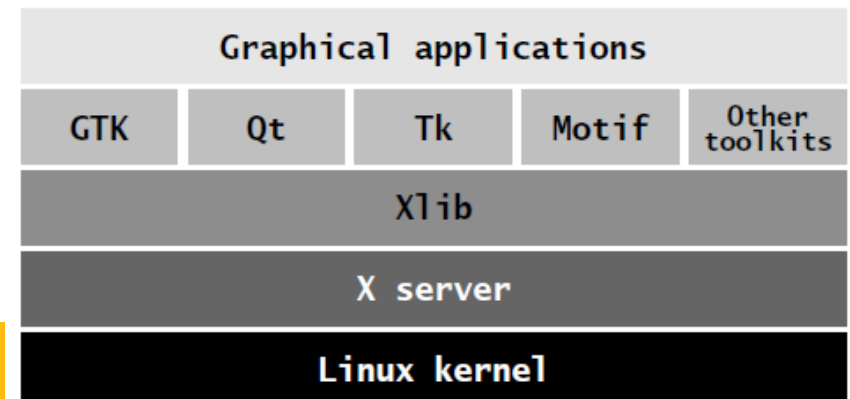 Graphical applications
GTK Qt Tk Motif Other toolkits
Xlib
X server
Linux kernel